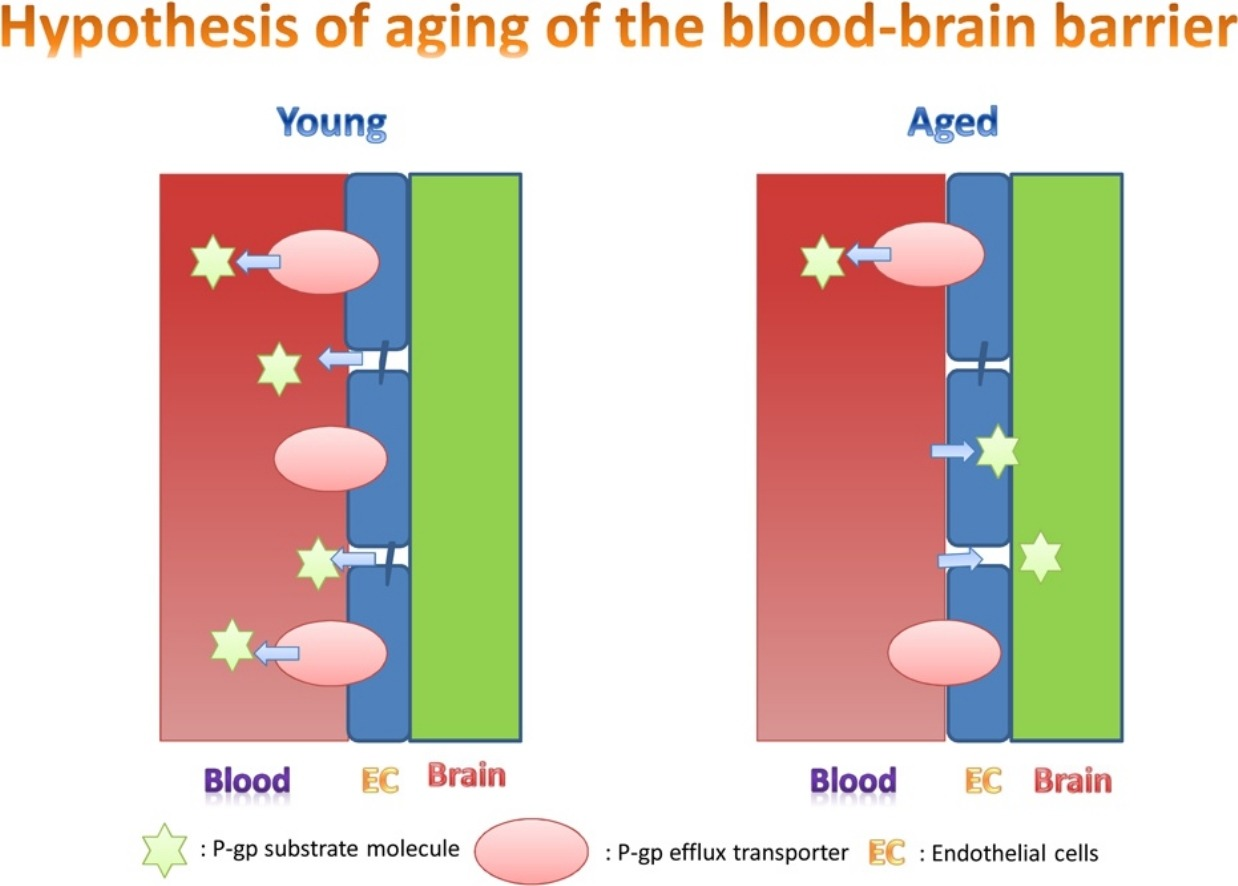 Hypothesis of aging of the blood-brain barrier
Young Aged
Blood EC Brain Blood EC Brain
: P-gp substrate molecule : P-gp efflux transporter EC : Endothelial cells